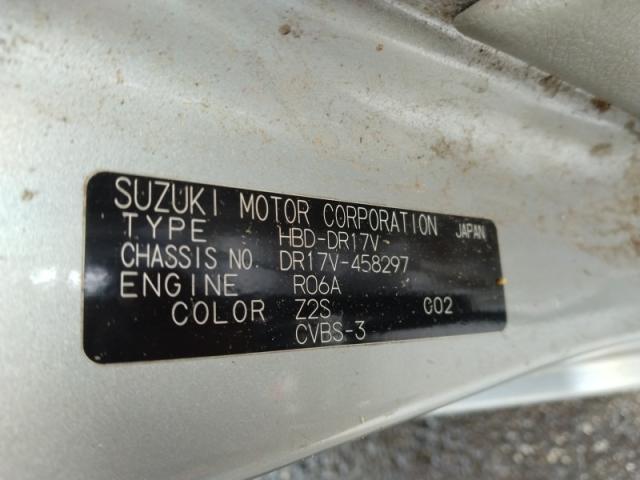 SUZUKI MOTOR CORPORATION JAPAN
TYPE HBD-DR17V
CHASSIS NO. DR17V-458297
ENGINE R06A
COLOR Z2S C02
CVBS-3